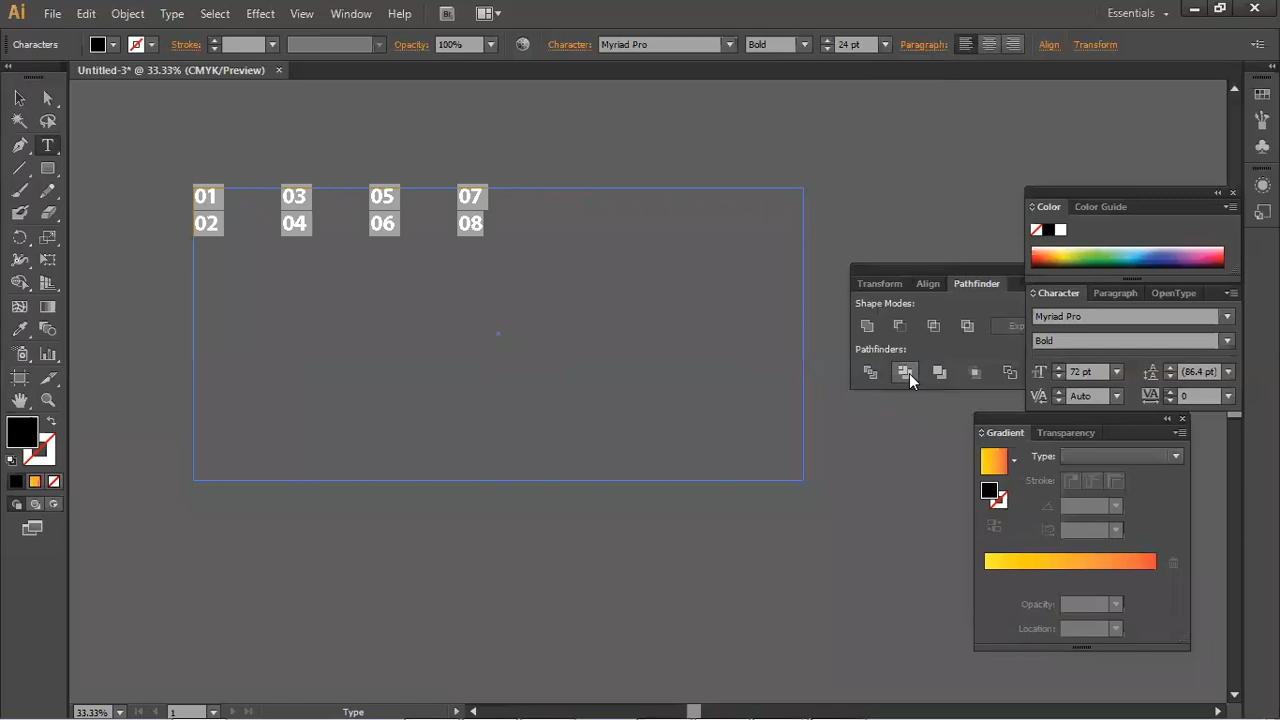 Ai File Edit Object Type Select Effect View Window Help Br Essentials
Characters Stroke: Opacity: 100% Character: Myriad Pro Bold 24 pt Paragraph: Align Transform
Untitled-3* @ 33.33% (CMYK/Preview) ×
01 03 05 07
02 04 06 08
Color Color Guide
Transform Align Pathfinder
Shape Modes:
Exp
Pathfinders:
Character Paragraph OpenType
Myriad Pro
Bold
72 pt (86.4 pt)
Auto 0
Gradient Transparency
Type:
Stroke:
Opacity:
Location:
33.33% 1 Type